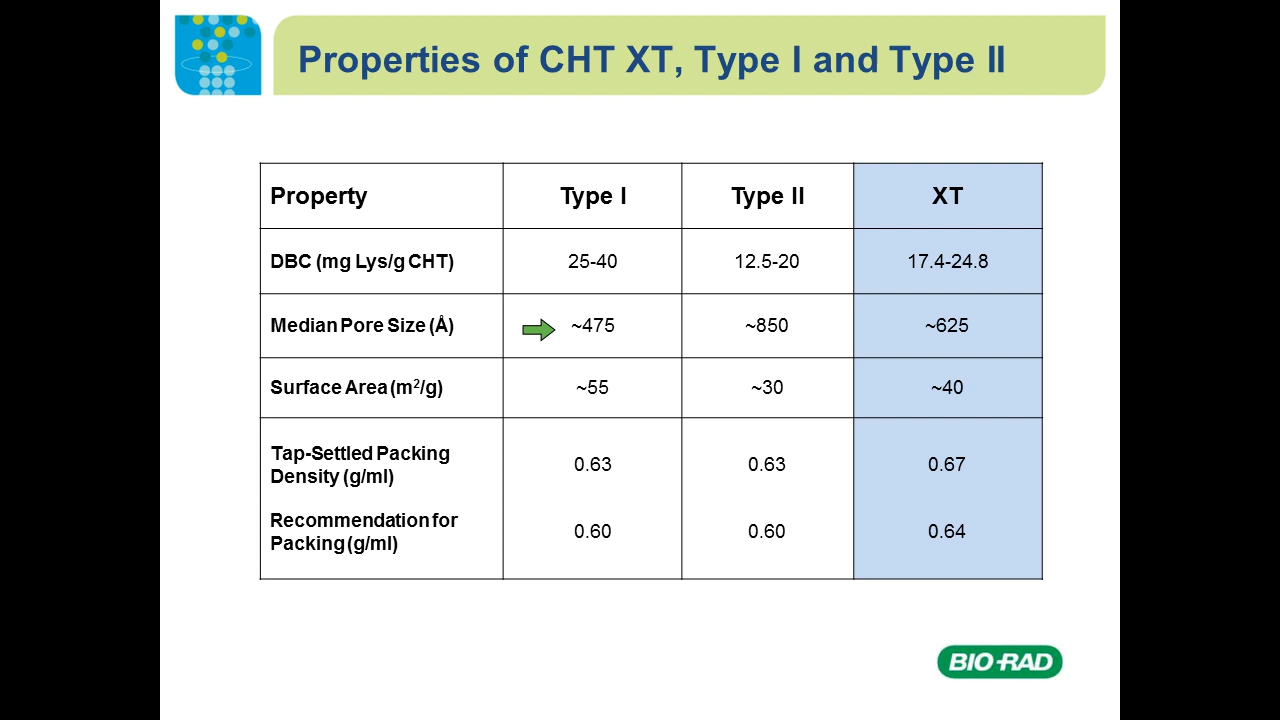 Properties of CHT XT, Type I and Type II
Property Type I Type II XT
DBC (mg Lys/g CHT) 25-40 12.5-20 17.4-24.8
Median Pore Size (Å) ~475 ~850 ~625
Surface Area (m²/g) ~55 ~30 ~40
Tap-Settled Packing
Density (g/ml) 0.63 0.63 0.67
Recommendation for
Packing (g/ml) 0.60 0.60 0.64
BIO-RAD